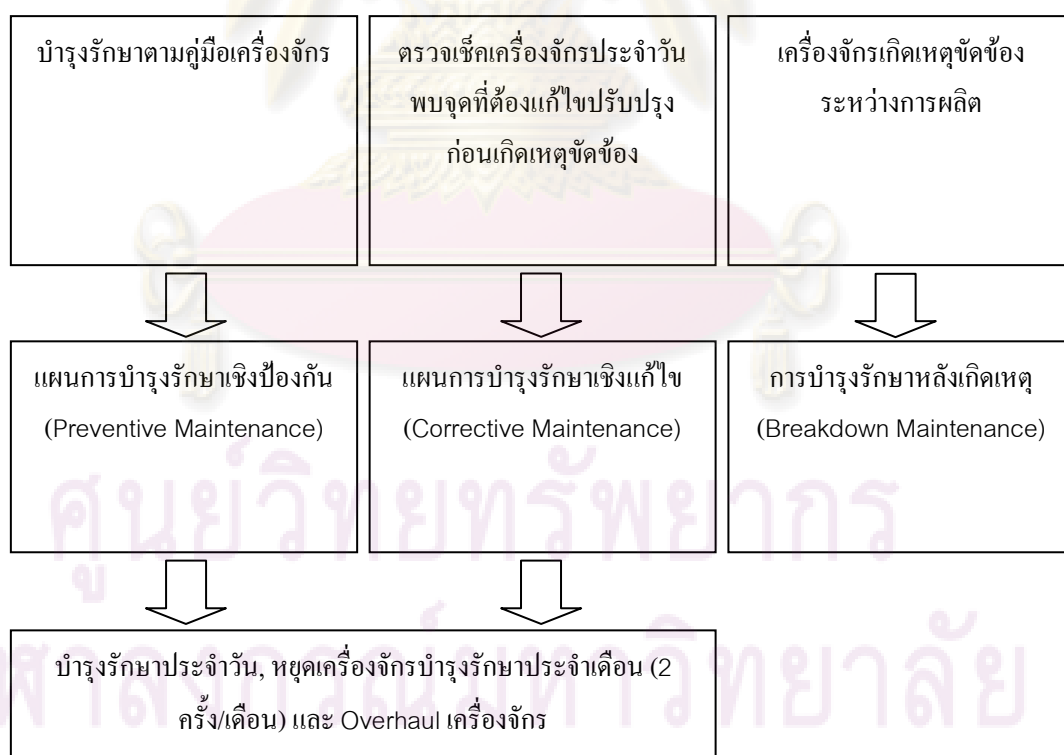 บำรุงรักษาตามคู่มือเครื่องจักร
ตรวจเช็คเครื่องจักรประจำวัน
พบจุดที่ต้องแก้ไขปรับปรุง
ก่อนเกิดเหตุขัดข้อง
เครื่องจักรเกิดเหตุขัดข้อง
ระหว่างการผลิต
แผนการบำรุงรักษาเชิงป้องกัน
(Preventive Maintenance)
แผนการบำรุงรักษาเชิงแก้ไข
(Corrective Maintenance)
การบำรุงรักษาหลังเกิดเหตุ
(Breakdown Maintenance)
บำรุงรักษาประจำวัน, หยุดเครื่องจักรบำรุงรักษาประจำเดือน (2
ครั้ง/เดือน) และ Overhaul เครื่องจักร
ศูนย์วิทยทรัพยากร
ฬาลงกรณ์มหาวิทยาลัย